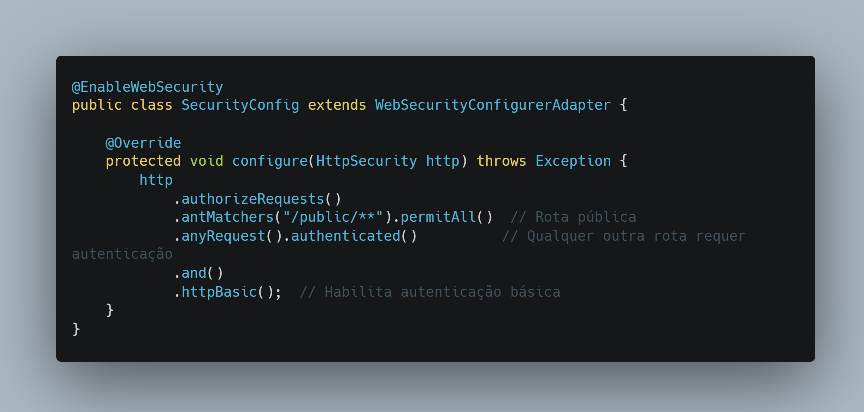 @EnableWebSecurity
public class SecurityConfig extends WebSecurityConfigurerAdapter {
@Override
protected void configure(HttpSecurity http) throws Exception {
http
.authorizeRequests()
.antMatchers("/public/**").permitAll()  // Rota pública
.anyRequest().authenticated()          // Qualquer outra rota requer
autenticação
.and()
.httpBasic();  // Habilita autenticação básica
}
}